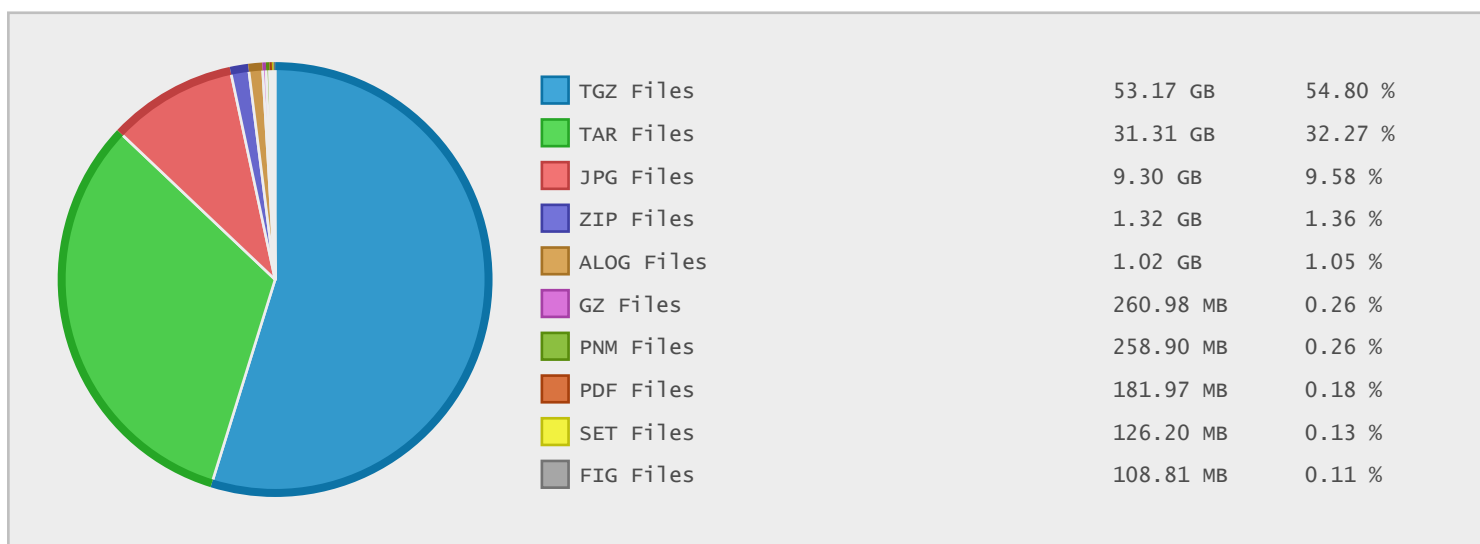 TGZ Files 53.17 GB 54.80 %
TAR Files 31.31 GB 32.27 %
JPG Files 9.30 GB 9.58 %
ZIP Files 1.32 GB 1.36 %
ALOG Files 1.02 GB 1.05 %
GZ Files 260.98 MB 0.26 %
PNM Files 258.90 MB 0.26 %
PDF Files 181.97 MB 0.18 %
SET Files 126.20 MB 0.13 %
FIG Files 108.81 MB 0.11 %